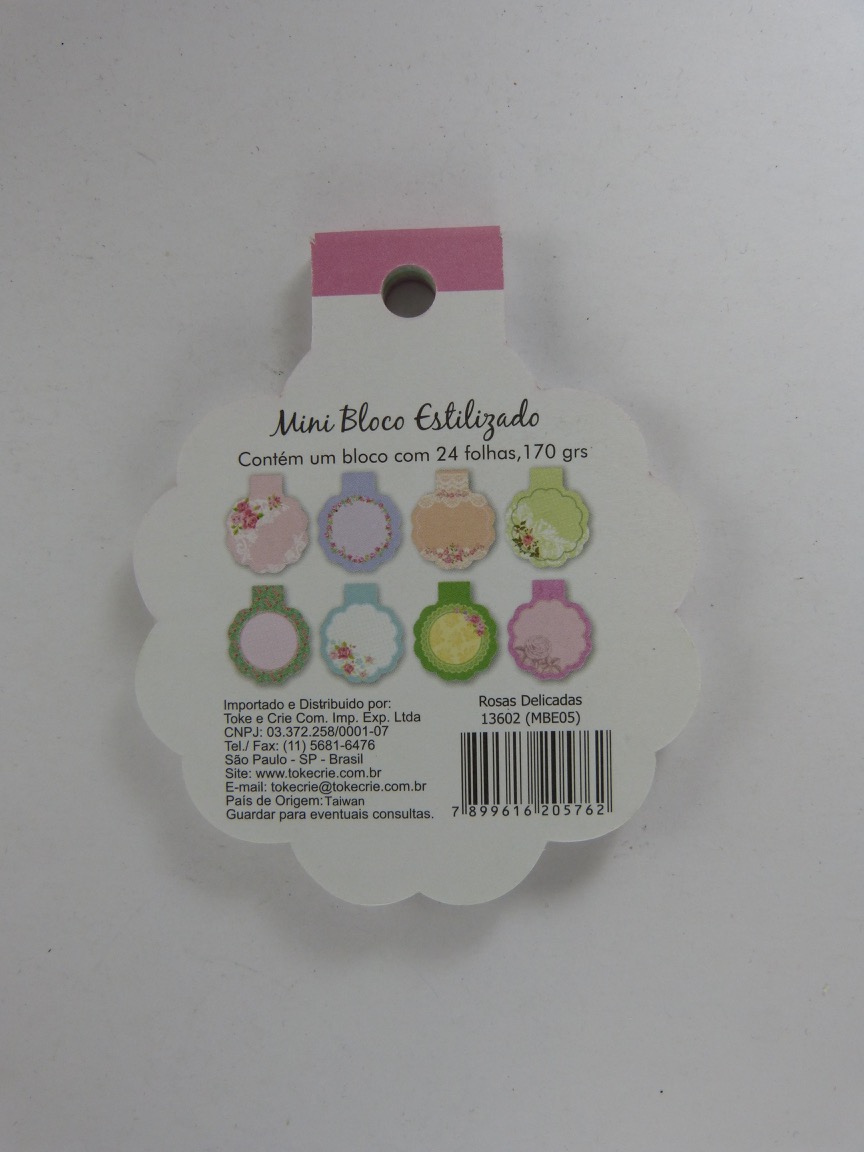 Mini Bloco Estilizado
Contém um bloco com 24 folhas,170 grs
Importado e Distribuido por:
Toke e Crie Com. Imp. Exp. Ltda
CNPJ: 03.372.258/0001-07
Tel./ Fax: (11) 5681-6476
São Paulo - SP - Brasil
Site: www.tokecrie.com.br
E-mail: tokecrie@tokecrie.com.br
País de Origem: Taiwan
Guardar para eventuais consultas.
Rosas Delicadas
13602 (MBE05)
7 899616 205762